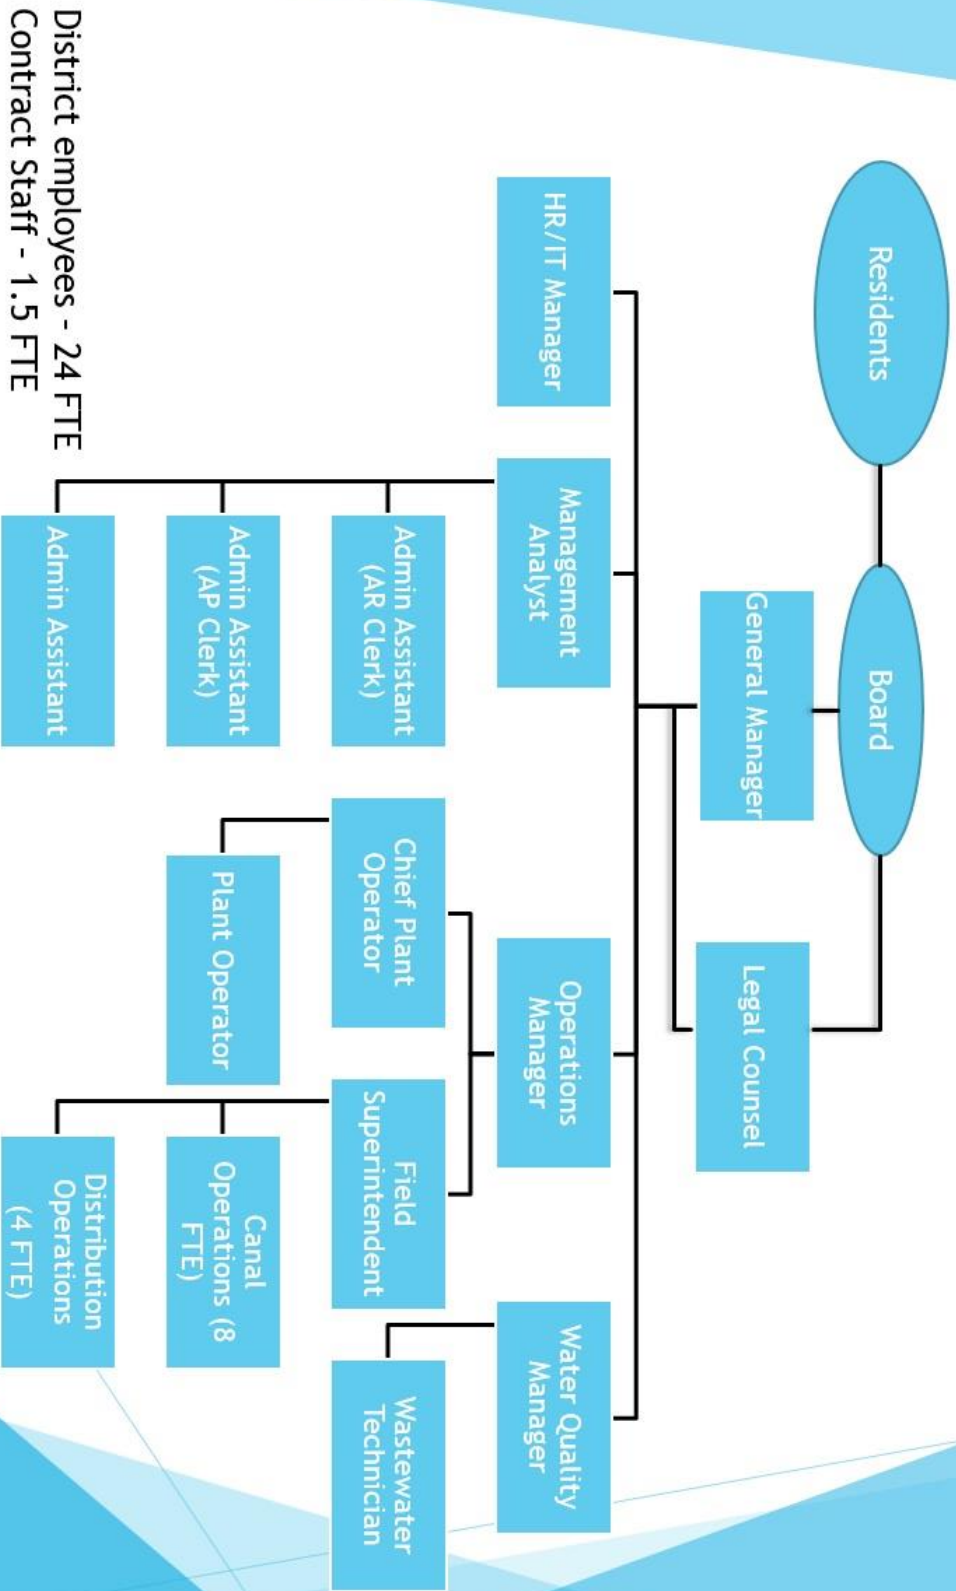 Residents
Board
General Manager
Legal Counsel
HR/IT Manager
Management
Analyst
Operations
Manager
Water Quality
Manager
Admin Assistant
(AR Clerk)
Chief Plant
Operator
Field
Superintendent
Wastewater
Technician
Admin Assistant
(AP Clerk)
Plant Operator
Canal
Operations (8
FTE)
Admin Assistant
Distribution
Operations
(4 FTE)
District employees - 24 FTE
Contract Staff - 1.5 FTE